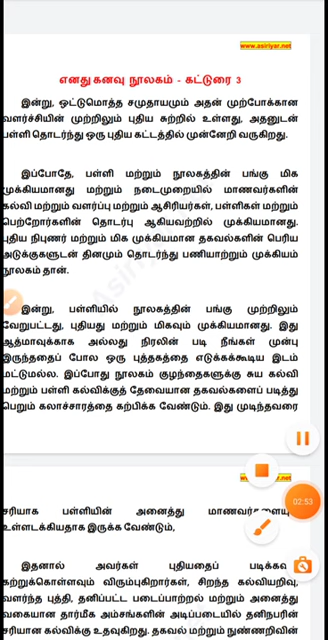 www.asiriyar.net
எனது கனவு நூலகம் - கட்டுரை 3
இன்று, ஒட்டுமொத்த சமுதாயமும் அதன் முற்போக்கான
வளர்ச்சியின் முற்றிலும் புதிய சுற்றில் உள்ளது, அதனுடன்
பள்ளி தொடர்ந்து ஒரு புதிய கட்டத்தில் முன்னேறி வருகிறது.
இப்போதே, பள்ளி மற்றும் நூலகத்தின் பங்கு மிக
முக்கியமானது மற்றும் நடைமுறையில் மாணவர்களின்
கல்வி மற்றும் வளர்ப்பு மற்றும் ஆசிரியர்கள், பள்ளிகள் மற்றும்
பெற்றோர்களின் தொடர்பு ஆகியவற்றில் முக்கியமானது.
புதிய நிபுணர் மற்றும் மிக முக்கியமான தகவல்களின் பெரிய
அடுக்குகளுடன் தினமும் தொடர்ந்து பணியாற்றும் முக்கியம்
நூலகம் தான்.
இன்று, பள்ளியில் நூலகத்தின் பங்கு முற்றிலும்
வேறுபட்டது, புதியது மற்றும் மிகவும் முக்கியமானது. இது
ஆத்மாவுக்காக அல்லது நிரலின் படி நீங்கள் முன்பு
இருந்ததைப் போல ஒரு புத்தகத்தை எடுக்கக்கூடிய இடம்
மட்டுமல்ல. இப்போது நூலகம் குழந்தைகளுக்கு சுய கல்வி
மற்றும் பள்ளி கல்விக்குத் தேவையான தகவல்களைப் படித்து
பெறும் கலாச்சாரத்தை கற்பிக்க வேண்டும். இது முடிந்தவரை
சரியாக பள்ளியின் அனைத்து
உள்ளடக்கியதாக இருக்க வேண்டும்,
02:53
இதனால் அவர்கள் புதியதைப் படிக்க
கற்றுக்கொள்ளவும் விரும்புகிறார்கள், சிறந்த கல்வியறிவு,
வளர்ந்த புத்தி, தனிப்பட்ட படைப்பாற்றல் மற்றும் அனைத்து
வகையான தார்மீக அம்சங்களின் அடிப்படையில் தனிநபரின்
சரியான கல்விக்கு உதவுகிறது. தகவல் மற்றும் நுண்ணறிவின்